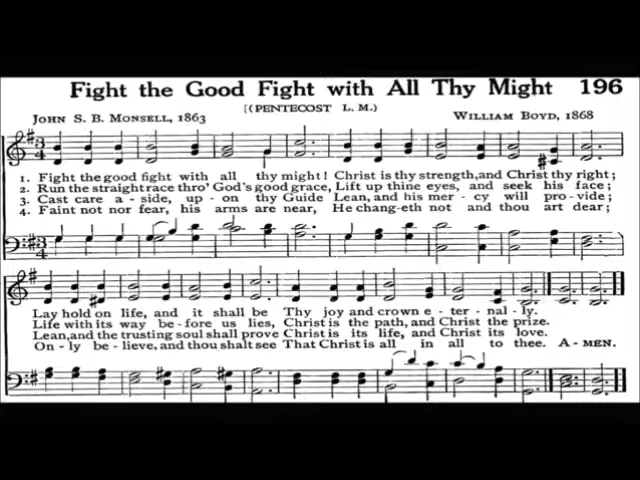 Fight the Good Fight with All Thy Might 196
[(PENTECOST L. M.)
JOHN S. B. MONSELL, 1863 WILLIAM BOYD, 1868
3 4
1. Fight the good fight with all thy might! Christ is thy strength,and Christ thy right;
2. Run the straight race thro' God's good grace, Lift up thine eyes, and seek his face;
3. Cast care a - side, up - on thy Guide Lean, and his mer - cy will pro - vide;
4. Faint not nor fear, his arms are near, He chang-eth not and thou art dear;
3 4
Lay hold on life, and it shall be Thy joy and crown e - ter - nal - ly.
Life with its way be - fore us lies, Christ is the path, and Christ the prize.
Lean,and the trusting soul shall prove Christ is its life, and Christ its love.
On - ly be - lieve, and thou shalt see That Christ is all in all to thee. A - MEN.